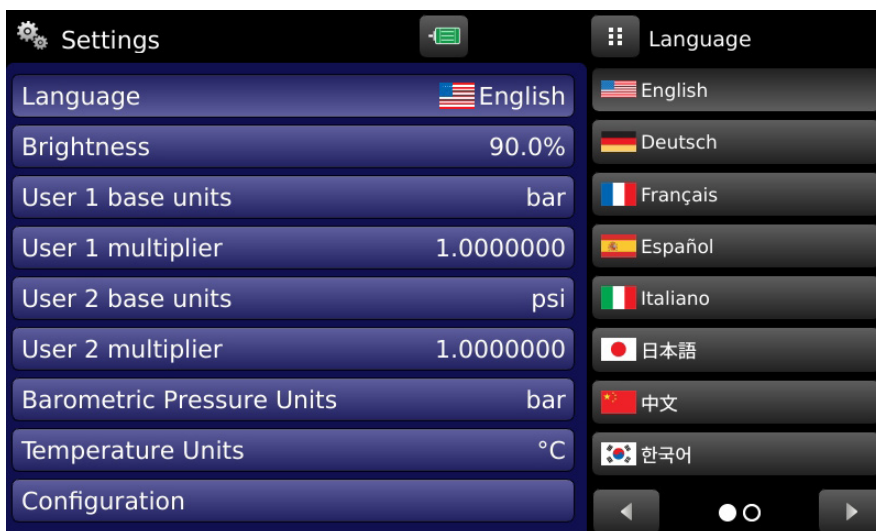 Settings
Language English
Brightness 90.0%
User 1 base units bar
User 1 multiplier 1.0000000
User 2 base units psi
User 2 multiplier 1.0000000
Barometric Pressure Units bar
Temperature Units °C
Configuration
Language
English
Deutsch
Français
Español
Italiano
日本語
中文
한국어